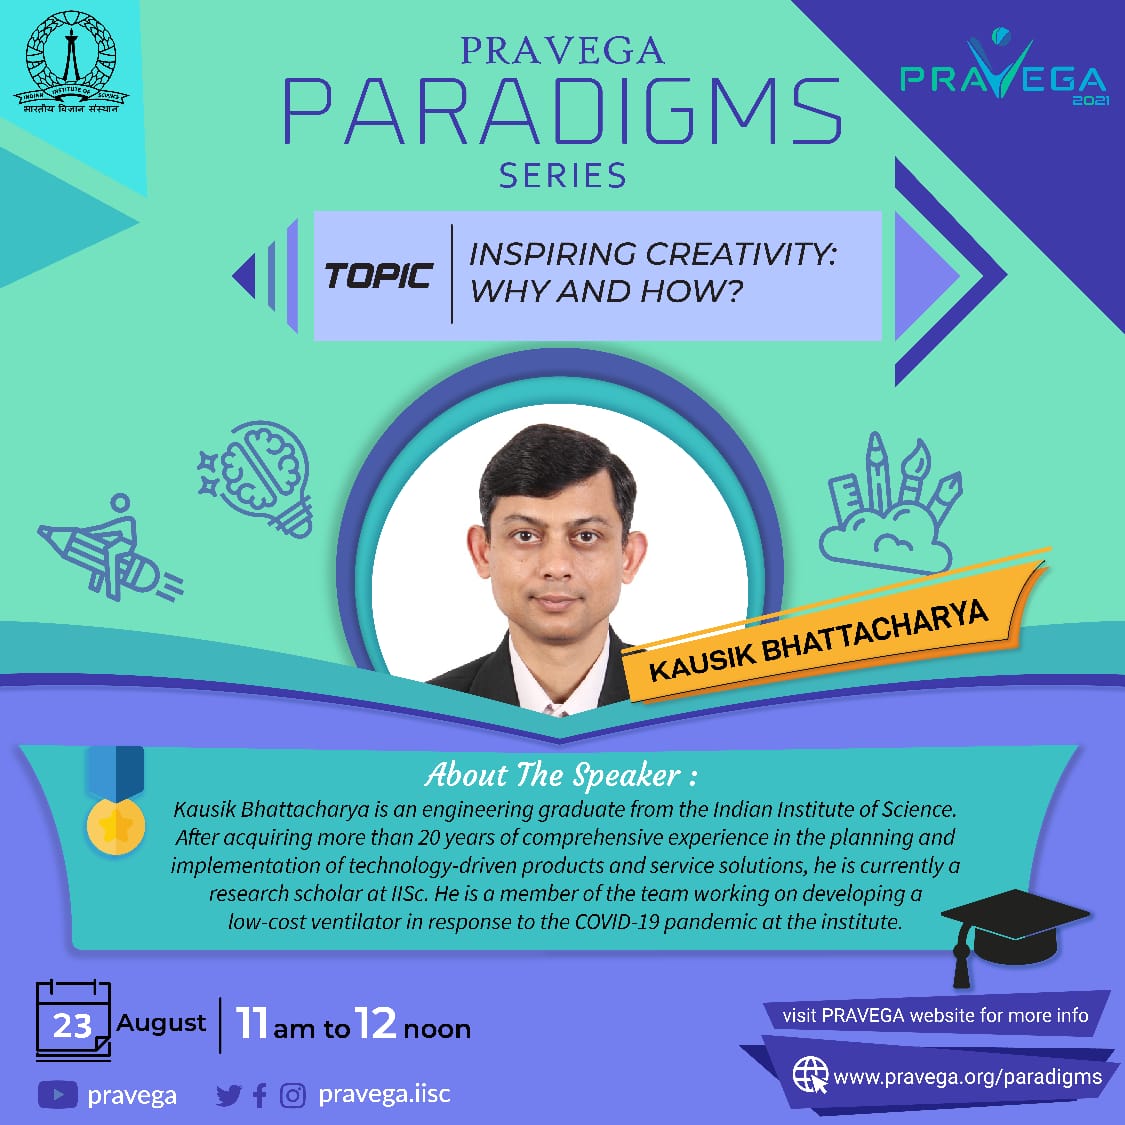 INDIAN INSTITUTE OF SCIENCE
भारतीय विज्ञान संस्थान
PRAVEGA
2021
PRAVEGA
PARADIGMS
SERIES
TOPIC
INSPIRING CREATIVITY:
WHY AND HOW?
KAUSIK BHATTACHARYA
About The Speaker :
Kausik Bhattacharya is an engineering graduate from the Indian Institute of Science.
After acquiring more than 20 years of comprehensive experience in the planning and
implementation of technology-driven products and service solutions, he is currently a
research scholar at IISc. He is a member of the team working on developing a
low-cost ventilator in response to the COVID-19 pandemic at the institute.
23 August 11 am to 12 noon
visit PRAVEGA website for more info
www.pravega.org/paradigms
pravega pravega.iisc